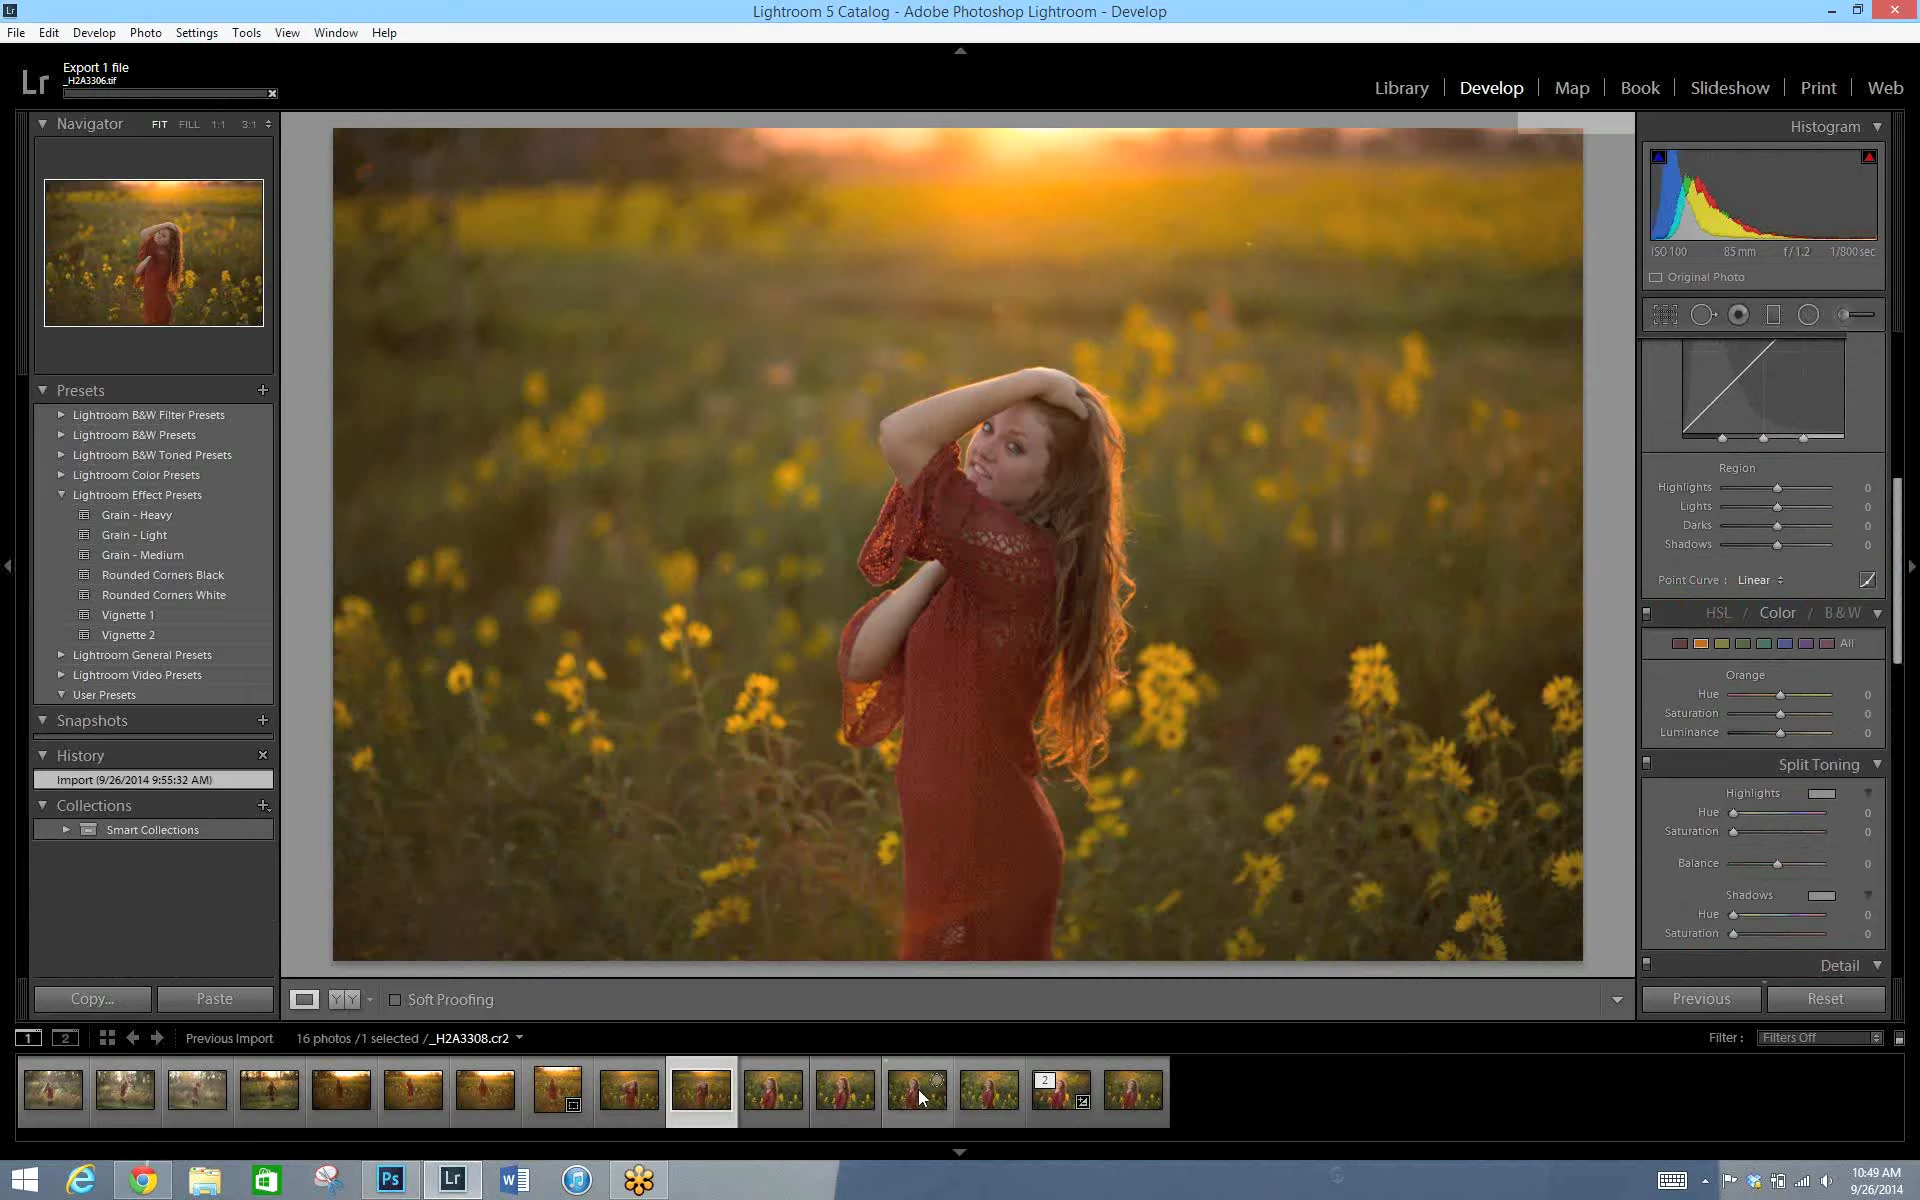 Lr
Lightroom 5 Catalog - Adobe Photoshop Lightroom - Develop
File Edit Develop Photo Settings Tools View Window Help
Lr
Export 1 file
_H2A3306.tif
Library Develop Map Book Slideshow Print Web
Navigator FIT FILL 1:1 3:1
Histogram
ISO 100 85 mm f / 1.2 1/800 sec
Original Photo
Presets
Lightroom B&W Filter Presets
Lightroom B&W Presets
Lightroom B&W Toned Presets
Lightroom Color Presets
Lightroom Effect Presets
Grain - Heavy
Grain - Light
Grain - Medium
Rounded Corners Black
Rounded Corners White
Vignette 1
Vignette 2
Lightroom General Presets
Lightroom Video Presets
User Presets
Snapshots
History
Import (9/26/2014 9:55:32 AM)
Collections
Smart Collections
Copy... Paste
Region
Highlights 0
Lights 0
Darks 0
Shadows 0
Point Curve : Linear
HSL / Color / B & W
All
Orange
Hue 0
Saturation 0
Luminance 0
Split Toning
Highlights
Hue 0
Saturation 0
Balance 0
Shadows
Hue 0
Saturation 0
Detail
Previous Reset
Y Y Soft Proofing
1 2 Previous Import 16 photos / 1 selected / _H2A3308.cr2 Filter : Filters Off
2
Ps Lr W
10:49 AM
9/26/2014